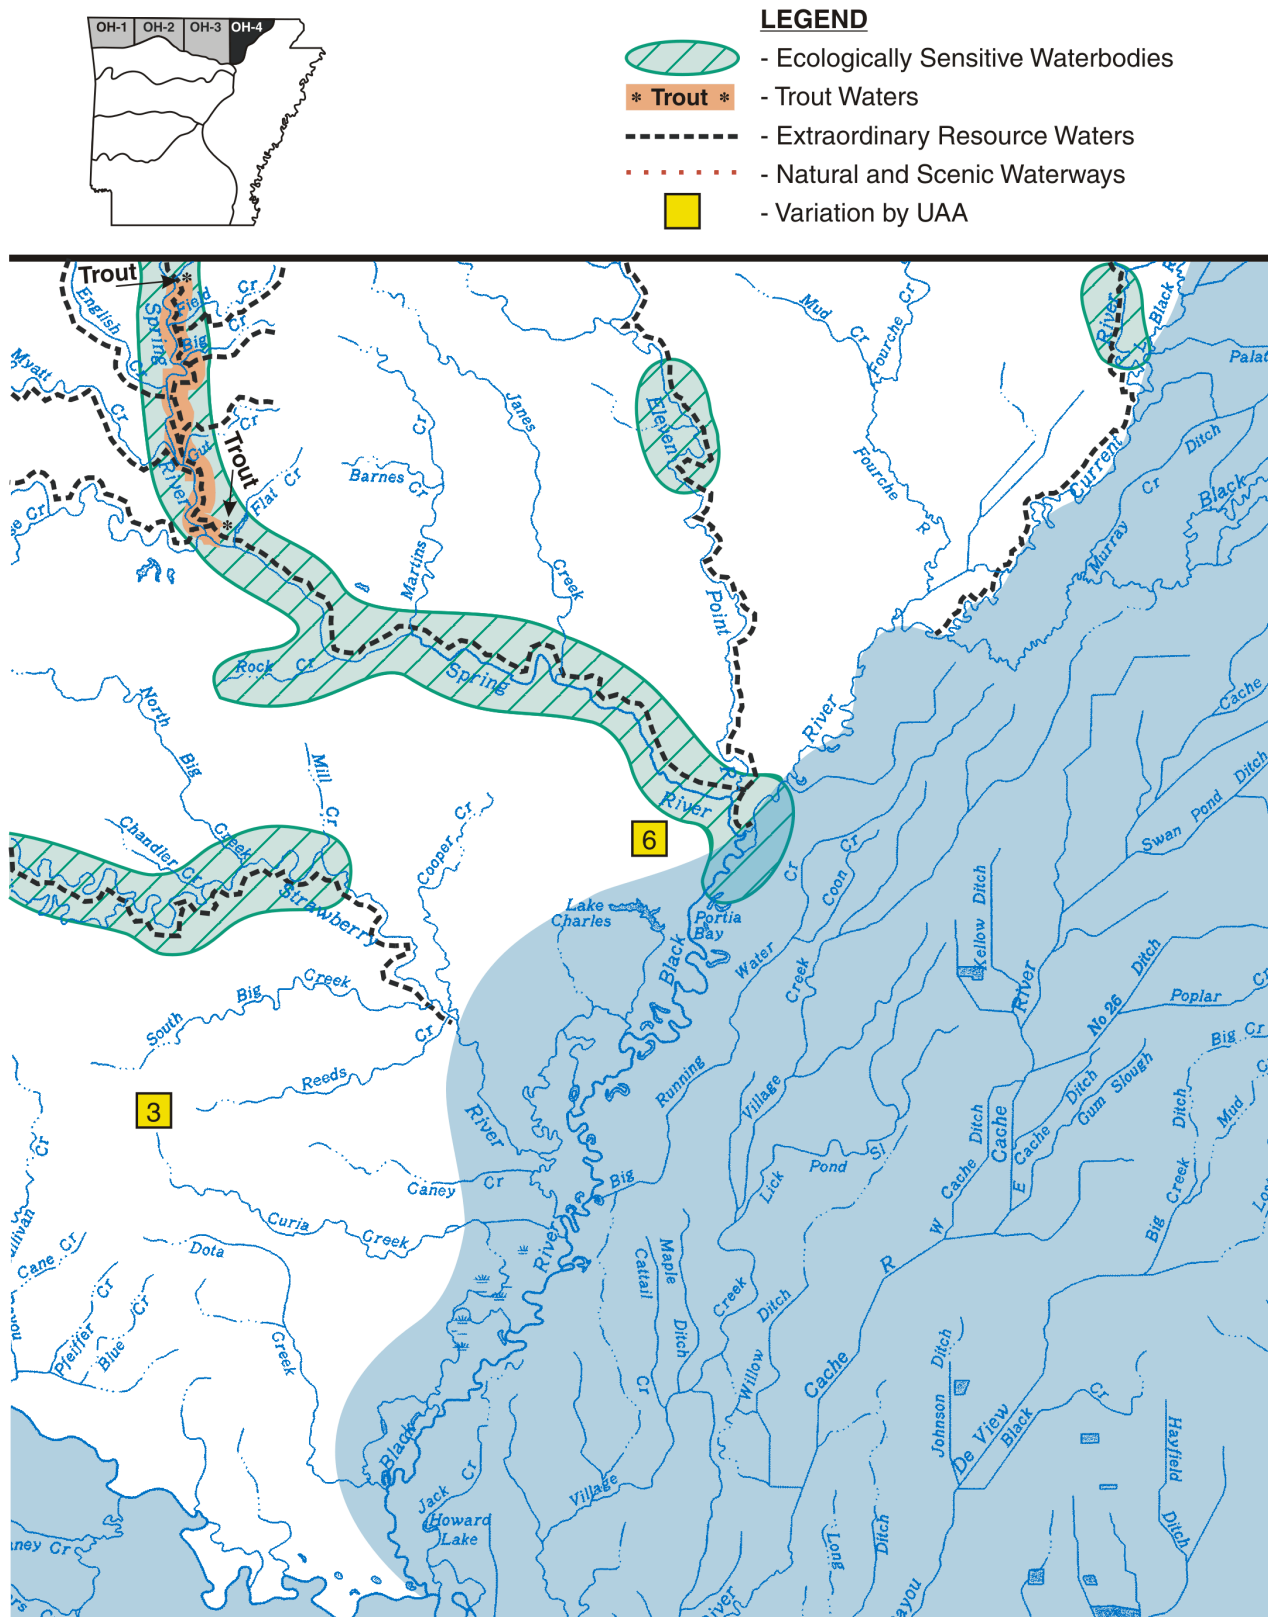 OH-1
OH-2
OH-3
OH-4
LEGEND
- Ecologically Sensitive Waterbodies
* Trout *
- Trout Waters
- Extraordinary Resource Waters
- Natural and Scenic Waterways
- Variation by UAA
Trout
*
English
Cr
Spring
Field
Cr
Big
Cr
Myatt
Cr
Gut
Cr
Trout
*
River
Flat Cr
Cr
Barnes
Cr
Cr
Martins
Janes
Creek
Eleven
Point
R
Mud
Cr
Fourche Cr
Fourche
R
River
Black
Current
Palat
Ditch
Cr
Murray
Black
Rock Cr
Spring
River
River
North
Big
Creek
Mill
Cr
Chandler
Cr
Cooper Cr
Strawberry
6
Lake
Charles
Portia
Bay
Black
Water
Cr
Coon
Cr
Creek
Kellow Ditch
River
Cache
Swan Pond Ditch
Ditch
No 26
Poplar
South
Big
Creek
Cr
Reeds
3
River
Running
Village
Ditch
Cache
Ditch
Gum Slough
Big Cr
Ditch
Mud
Cr
Caney
Cr
Big
Lick
Pond
Sl
Cache
Cache
E
W
Big
Creek
Curia
Creek
Dota
Creek
River
Cane Cr
Pfeiffer
Cr
Blue
Cr
Maple
Ditch
Cattail
Cr
Creek
Ditch
Willow
R
Cache
Johnson
Ditch
De View
Black
Cr
Hayfield
Ditch
Black
Jack
Cr
Village
Howard
Lake
Long
Ditch
ney Cr
River
ayou